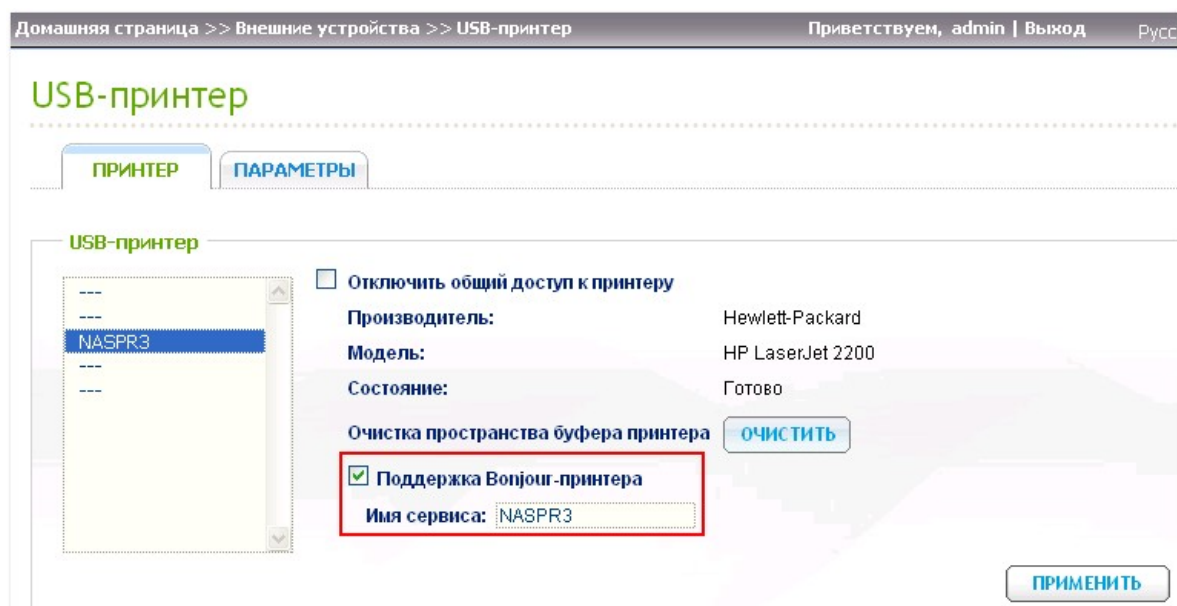 Домашняя страница >> Внешние устройства >> USB-принтер Приветствуем, admin | Выход
USB-принтер
ПРИНТЕР ПАРАМЕТРЫ
USB-принтер
---
---
NASPR3
---
---
Отключить общий доступ к принтеру
Производитель: Hewlett-Packard
Модель: HP LaserJet 2200
Состояние: Готово
Очистка пространства буфера принтера ОЧИСТИТЬ
Поддержка Bonjour-принтера
Имя сервиса: NASPR3
ПРИМЕНИТЬ